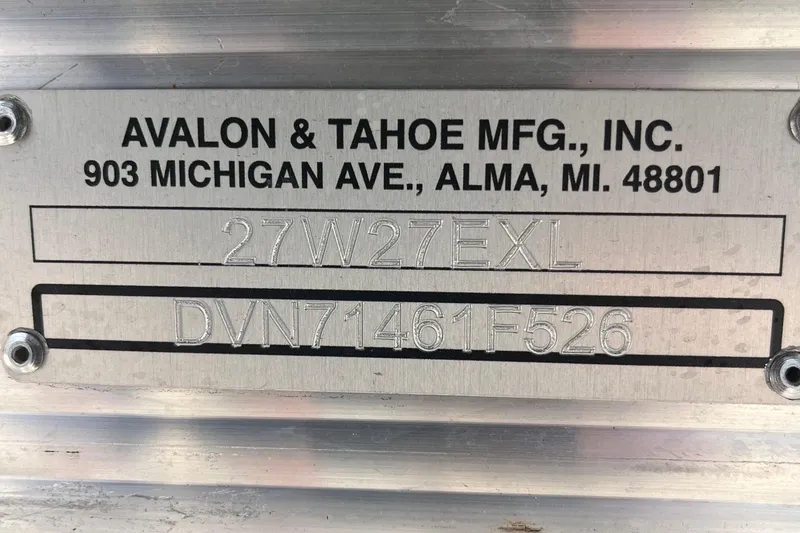 AVALON & TAHOE MFG., INC.
903 MICHIGAN AVE., ALMA, MI. 48801
27W27EXL
DVN71461F526